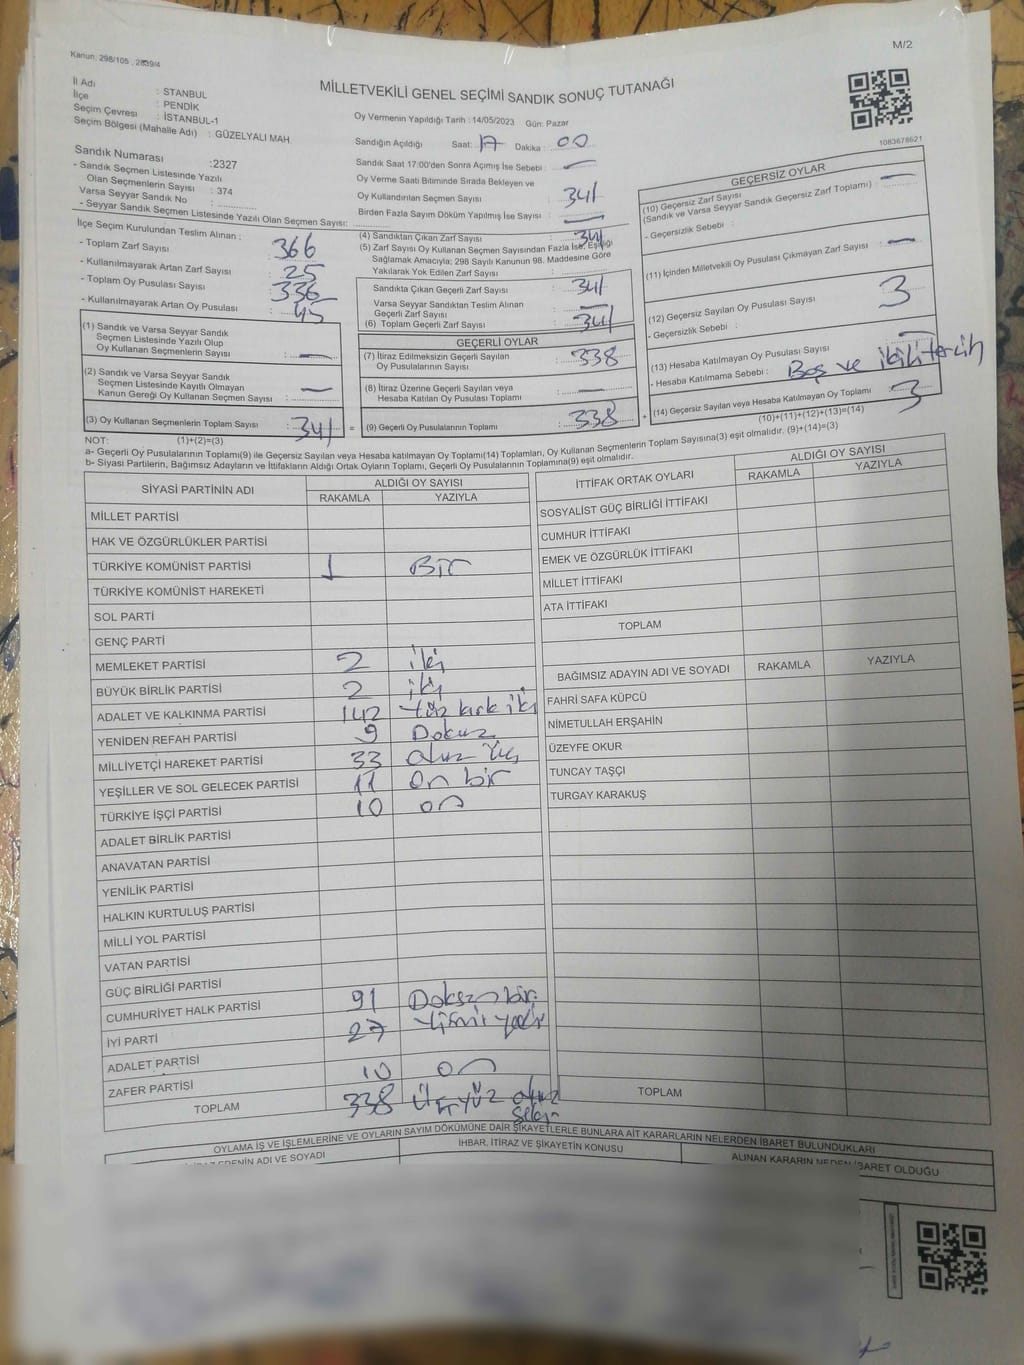 Kanun: 298/105 , 2839/4
M/2
MİLLETVEKİLİ GENEL SEÇİMİ SANDIK SONUÇ TUTANAĞI
İl Adı : STANBUL
İlçe : PENDİK
Seçim Çevresi : İSTANBUL-1
Seçim Bölgesi (Mahalle Adı) : GÜZELYALI MAH.
Sandık Numarası :2327
- Sandık Seçmen Listesinde Yazılı
Olan Seçmenlerin Sayısı : 374
Varsa Seyyar Sandık No :
- Seyyar Sandık Seçmen Listesinde Yazılı Olan Seçmen Sayısı:
Oy Vermenin Yapıldığı Tarih : 14/05/2023 Gün: Pazar
Sandığın Açıldığı Saat: 17 Dakika : 00
Sandık Saat 17:00'den Sonra Açımış İse Sebebi : —
Oy Verme Saati Bitiminde Sırada Bekleyen ve
Oy Kullandırılan Seçmen Sayısı : 341
Birden Fazla Sayım Döküm Yapılmış İse Sayısı : —
1083678621
İlçe Seçim Kurulundan Teslim Alınan :
- Toplam Zarf Sayısı : 366
- Kullanılmayarak Artan Zarf Sayısı : 25
- Toplam Oy Pusulası Sayısı : 336
- Kullanılmayarak Artan Oy Pusulası : 45
(4) Sandıktan Çıkan Zarf Sayısı : 341
(5) Zarf Sayısı Oy Kullanan Seçmen Sayısından Fazla İse, Eşitliği
Sağlamak Amacıyla; 298 Sayılı Kanunun 98. Maddesine Göre
Yakılarak Yok Edilen Zarf Sayısı :
Sandıkta Çıkan Geçerli Zarf Sayısı : 341
Varsa Seyyar Sandıktan Teslim Alınan
Geçerli Zarf Sayısı : —
(6) Toplam Geçerli Zarf Sayısı : 341
GEÇERSİZ OYLAR
(10) Geçersiz Zarf Sayısı
(Sandık ve Varsa Seyyar Sandık Geçersiz Zarf Toplamı) : —
- Geçersizlik Sebebi :
(11) İçinden Milletvekili Oy Pusulası Çıkmayan Zarf Sayısı : —
(12) Geçersiz Sayılan Oy Pusulası Sayısı : 3
- Geçersizlik Sebebi :
(13) Hesaba Katılmayan Oy Pusulası Sayısı : —
- Hesaba Katılmama Sebebi : Boş ve ikili tercih
(14) Geçersiz Sayılan veya Hesaba Katılmayan Oy Toplamı : 3
(10)+(11)+(12)+(13)=(14)
(1) Sandık ve Varsa Seyyar Sandık
Seçmen Listesinde Yazılı Olup
Oy Kullanan Seçmenlerin Sayısı : —
(2) Sandık ve Varsa Seyyar Sandık
Seçmen Listesinde Kayıtlı Olmayan
Kanun Gereği Oy Kullanan Seçmen Sayısı : —
(3) Oy Kullanan Seçmenlerin Toplam Sayısı : 341 =
(1)+(2)=(3)
GEÇERLİ OYLAR
(7) İtiraz Edilmeksizin Geçerli Sayılan
Oy Pusulalarının Sayısı : 338
(8) İtiraz Üzerine Geçerli Sayılan veya
Hesaba Katılan Oy Pusulası Toplamı : —
(9) Geçerli Oy Pusulalarının Toplamı : 338 +
NOT:
a- Geçerli Oy Pusulalarının Toplamı(9) ile Geçersiz Sayılan veya Hesaba katılmayan Oy Toplamı(14) Toplamları, Oy Kullanan Seçmenlerin Toplam Sayısına(3) eşit olmalıdır. (9)+(14)=(3)
b- Siyasi Partilerin, Bağımsız Adayların ve İttifakların Aldığı Ortak Oyların Toplamı, Geçerli Oy Pusulalarının Toplamına(9) eşit olmalıdır.
SİYASİ PARTİNİN ADI ALDIĞI OY SAYISI
RAKAMLA YAZIYLA
MİLLET PARTİSİ
HAK VE ÖZGÜRLÜKLER PARTİSİ
TÜRKİYE KOMÜNİST PARTİSİ 1 Bir
TÜRKİYE KOMÜNİST HAREKETİ
SOL PARTİ
GENÇ PARTİ
MEMLEKET PARTİSİ 2 iki
BÜYÜK BİRLİK PARTİSİ 2 iki
ADALET VE KALKINMA PARTİSİ 142 Yüz kırk iki
YENİDEN REFAH PARTİSİ 9 Dokuz
MİLLİYETÇİ HAREKET PARTİSİ 33 otuz üç
YEŞİLLER VE SOL GELECEK PARTİSİ 11 on bir
TÜRKİYE İŞÇİ PARTİSİ 10 on
ADALET BİRLİK PARTİSİ
ANAVATAN PARTİSİ
YENİLİK PARTİSİ
HALKIN KURTULUŞ PARTİSİ
MİLLİ YOL PARTİSİ
VATAN PARTİSİ
GÜÇ BİRLİĞİ PARTİSİ
CUMHURİYET HALK PARTİSİ 91 Doksan bir
İYİ PARTİ 27 Yirmi yedi
ADALET PARTİSİ
ZAFER PARTİSİ 10 on
TOPLAM 338 üç yüz otuz
sekiz
İTTİFAK ORTAK OYLARI ALDIĞI OY SAYISI
RAKAMLA YAZIYLA
SOSYALİST GÜÇ BİRLİĞİ İTTİFAKI
CUMHUR İTTİFAKI
EMEK VE ÖZGÜRLÜK İTTİFAKI
MİLLET İTTİFAKI
ATA İTTİFAKI
TOPLAM
BAĞIMSIZ ADAYIN ADI VE SOYADI RAKAMLA YAZIYLA
FAHRİ SAFA KÜPCÜ
NİMETULLAH ERŞAHİN
ÜZEYFE OKUR
TUNCAY TAŞÇI
TURGAY KARAKUŞ
TOPLAM
OYLAMA İŞ VE İŞLEMLERİNE VE OYLARIN SAYIM DÖKÜMÜNE DAİR ŞİKAYETLERLE BUNLARA AİT KARARLARIN NELERDEN İBARET BULUNDUKLARI
EDENİN ADI VE SOYADI İHBAR, İTİRAZ VE ŞİKAYETİN KONUSU ALINAN KARARIN NEDEN İBARET OLDUĞU